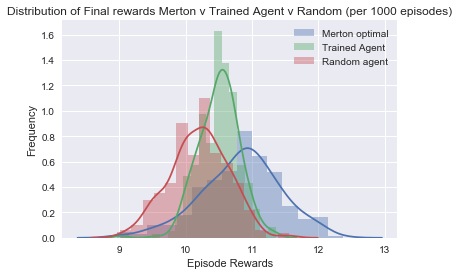 Distribution of Final rewards Merton v Trained Agent v Random (per 1000 episodes)
Merton optimal
Trained Agent
Random agent
Frequency
1.6
1.4
1.2
1.0
0.8
0.6
0.4
0.2
0.0
9 10 11 12 13
Episode Rewards